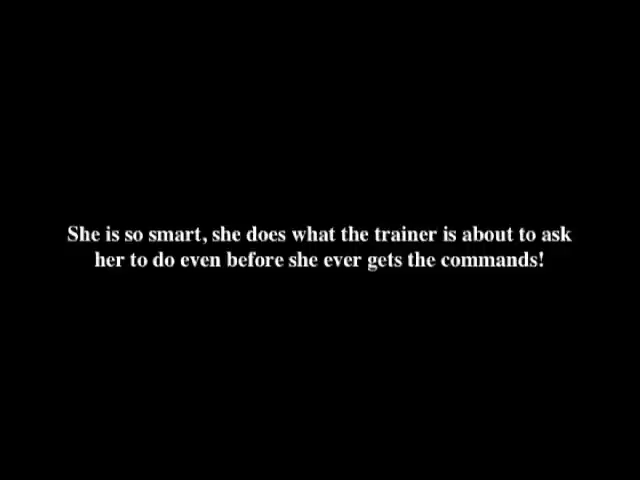 She is so smart, she does what the trainer is about to ask
her to do even before she ever gets the commands!